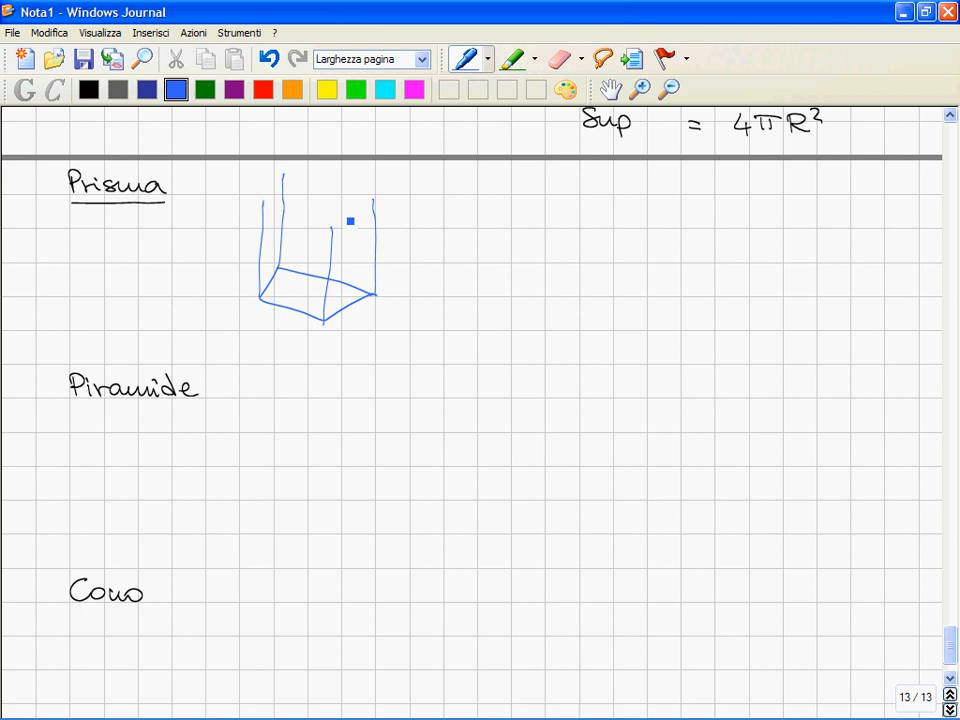 Nota1 - Windows Journal
File Modifica Visualizza Inserisci Azioni Strumenti ?
Larghezza pagina
G C
Sup = 4πR²
Prisma
Piramide
Cono
13 / 13